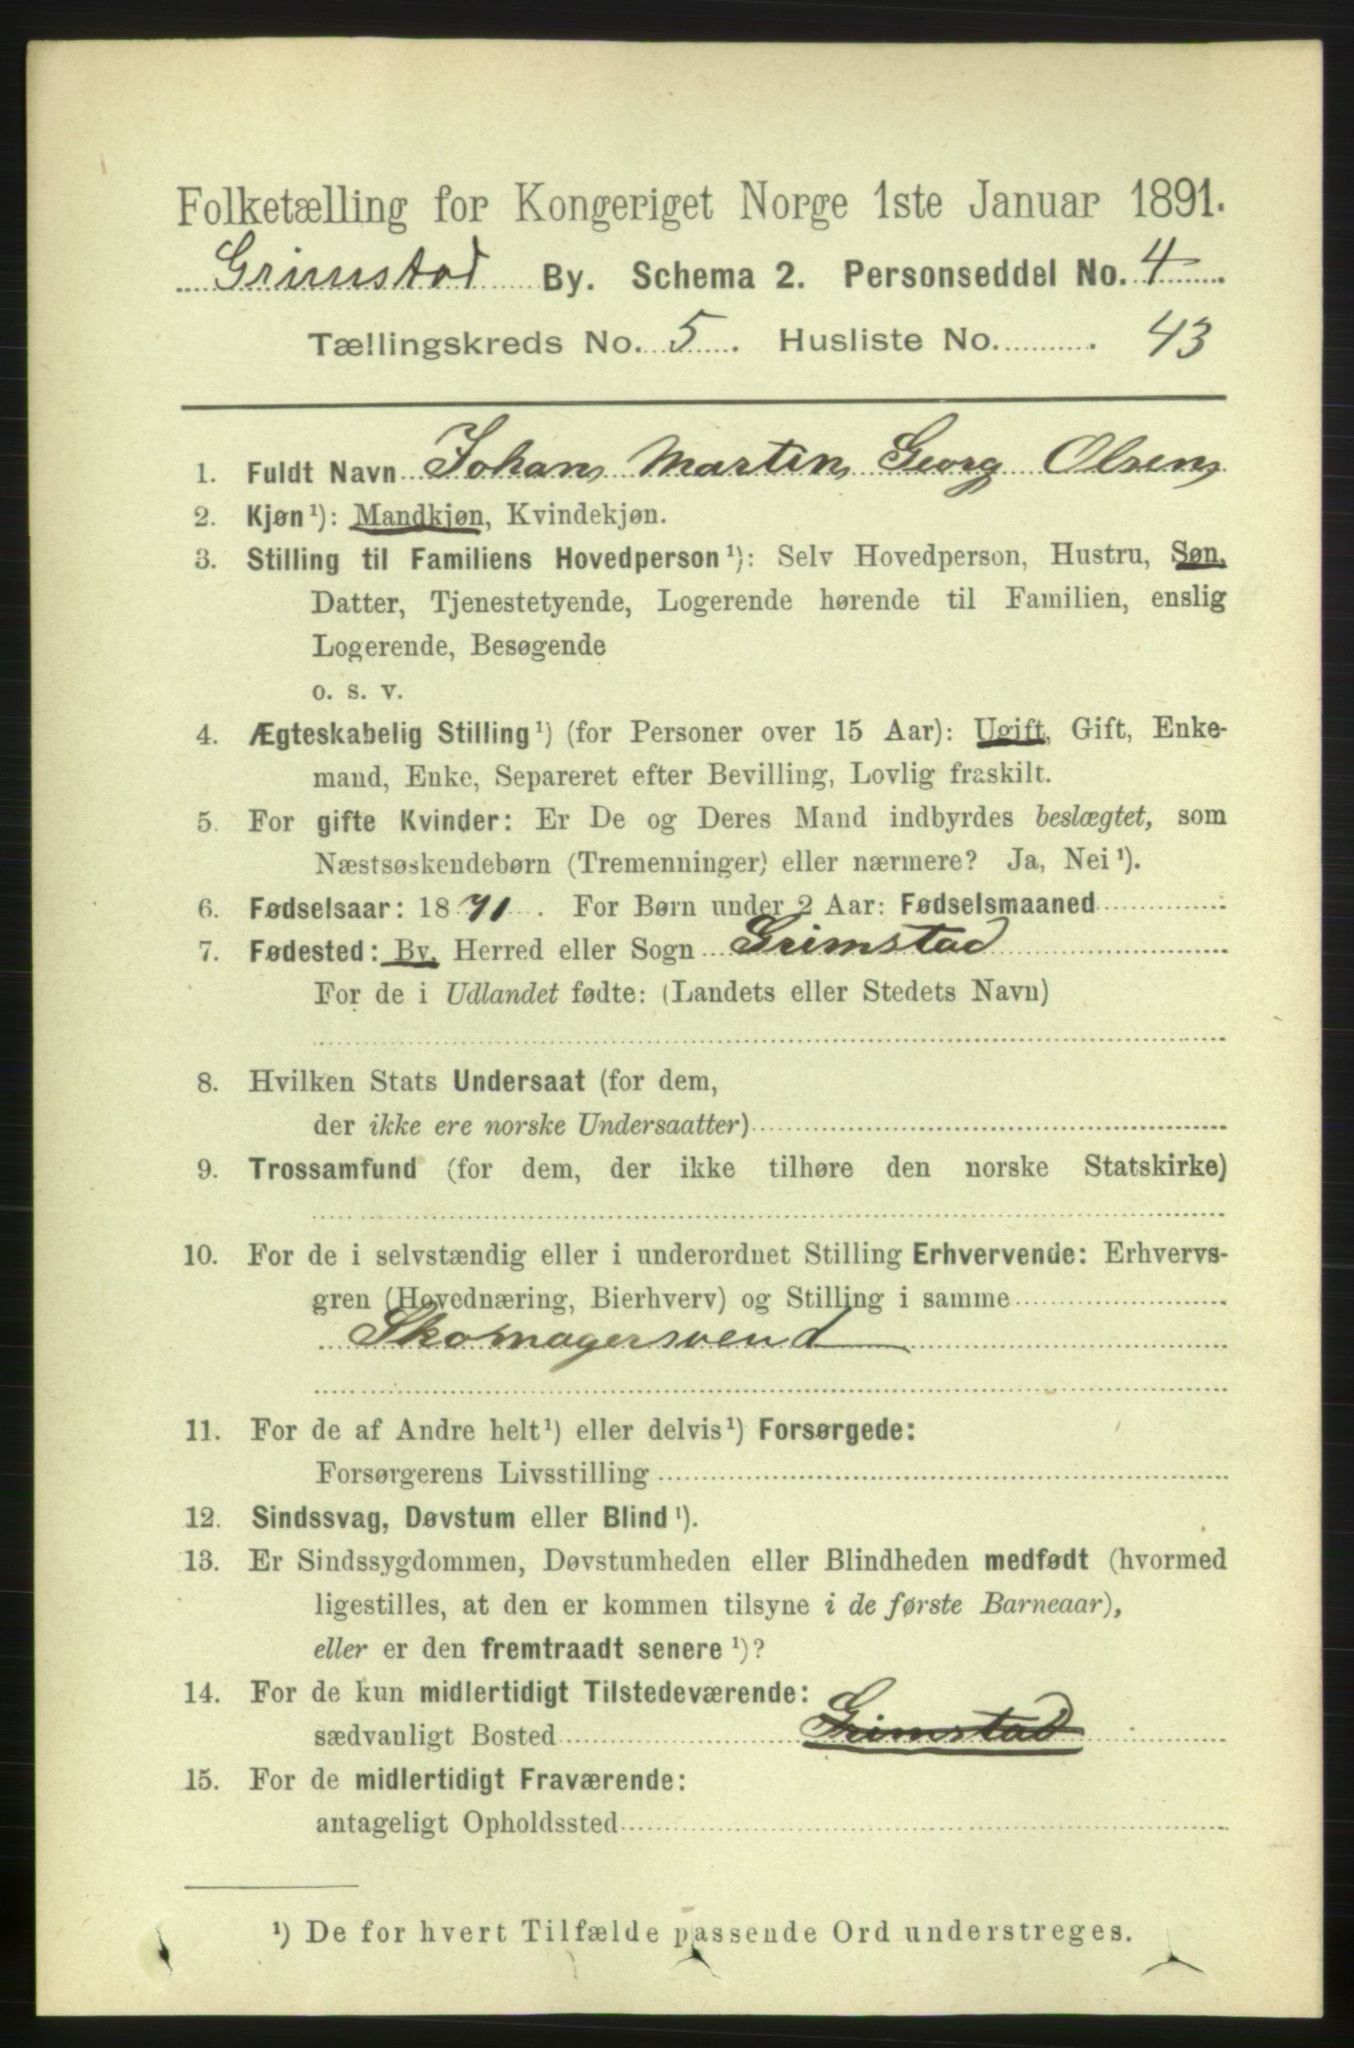 Folketælling for Kongeriget Norge 1ste Januar 1891.
Grimstad By. Schema 2. Personseddel No. 4
Tællingskreds No. 5. Husliste No. . 43
1. Fuldt Navn Johan Martin Georg Olsen
2. Kjøn¹): Mandkjøn, Kvindekjøn.
3. Stilling til Familiens Hovedperson¹): Selv Hovedperson, Hustru, Søn,
Datter, Tjenestetyende, Logerende hørende til Familien, enslig
Logerende, Besøgende
o. s. v.
4. Ægteskabelig Stilling¹) (for Personer over 15 Aar): Ugift, Gift, Enke-
mand, Enke, Separeret efter Bevilling, Lovlig fraskilt.
5. For gifte Kvinder: Er De og Deres Mand indbyrdes beslægtet, som
Næstsøskendebørn (Tremenninger) eller nærmere? Ja, Nei¹).
6. Fødselsaar: 1871. For Børn under 2 Aar: Fødselsmaaned
7. Fødested: By, Herred eller Sogn Grimstad
For de i Udlandet fødte: (Landets eller Stedets Navn)
8. Hvilken Stats Undersaat (for dem,
der ikke ere norske Undersaatter)
9. Trossamfund (for dem, der ikke tilhøre den norske Statskirke)
10. For de i selvstændig eller i underordnet Stilling Erhvervende: Erhvervs-
gren (Hovednæring, Bierhverv) og Stilling i samme
Skomagersvend
11. For de af Andre helt¹) eller delvis¹) Forsørgede:
Forsørgerens Livsstilling
12. Sindssvag, Døvstum eller Blind¹).
13. Er Sindssygdommen, Døvstumheden eller Blindheden medfødt (hvormed
ligestilles, at den er kommen tilsyne i de første Barneaar),
eller er den fremtraadt senere¹)?
14. For de kun midlertidigt Tilstedeværende:
sædvanligt Bosted Grimstad
15. For de midlertidigt Fraværende:
antageligt Opholdssted
¹) De for hvert Tilfælde passende Ord understreges.